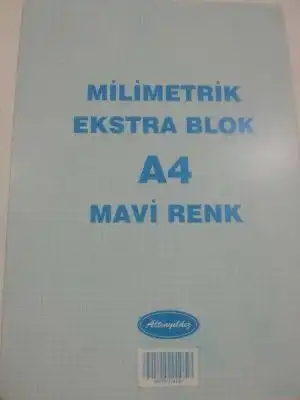 MİLİMETRİK
EKSTRA BLOK
A4
MAVİ RENK
Altınyıldız